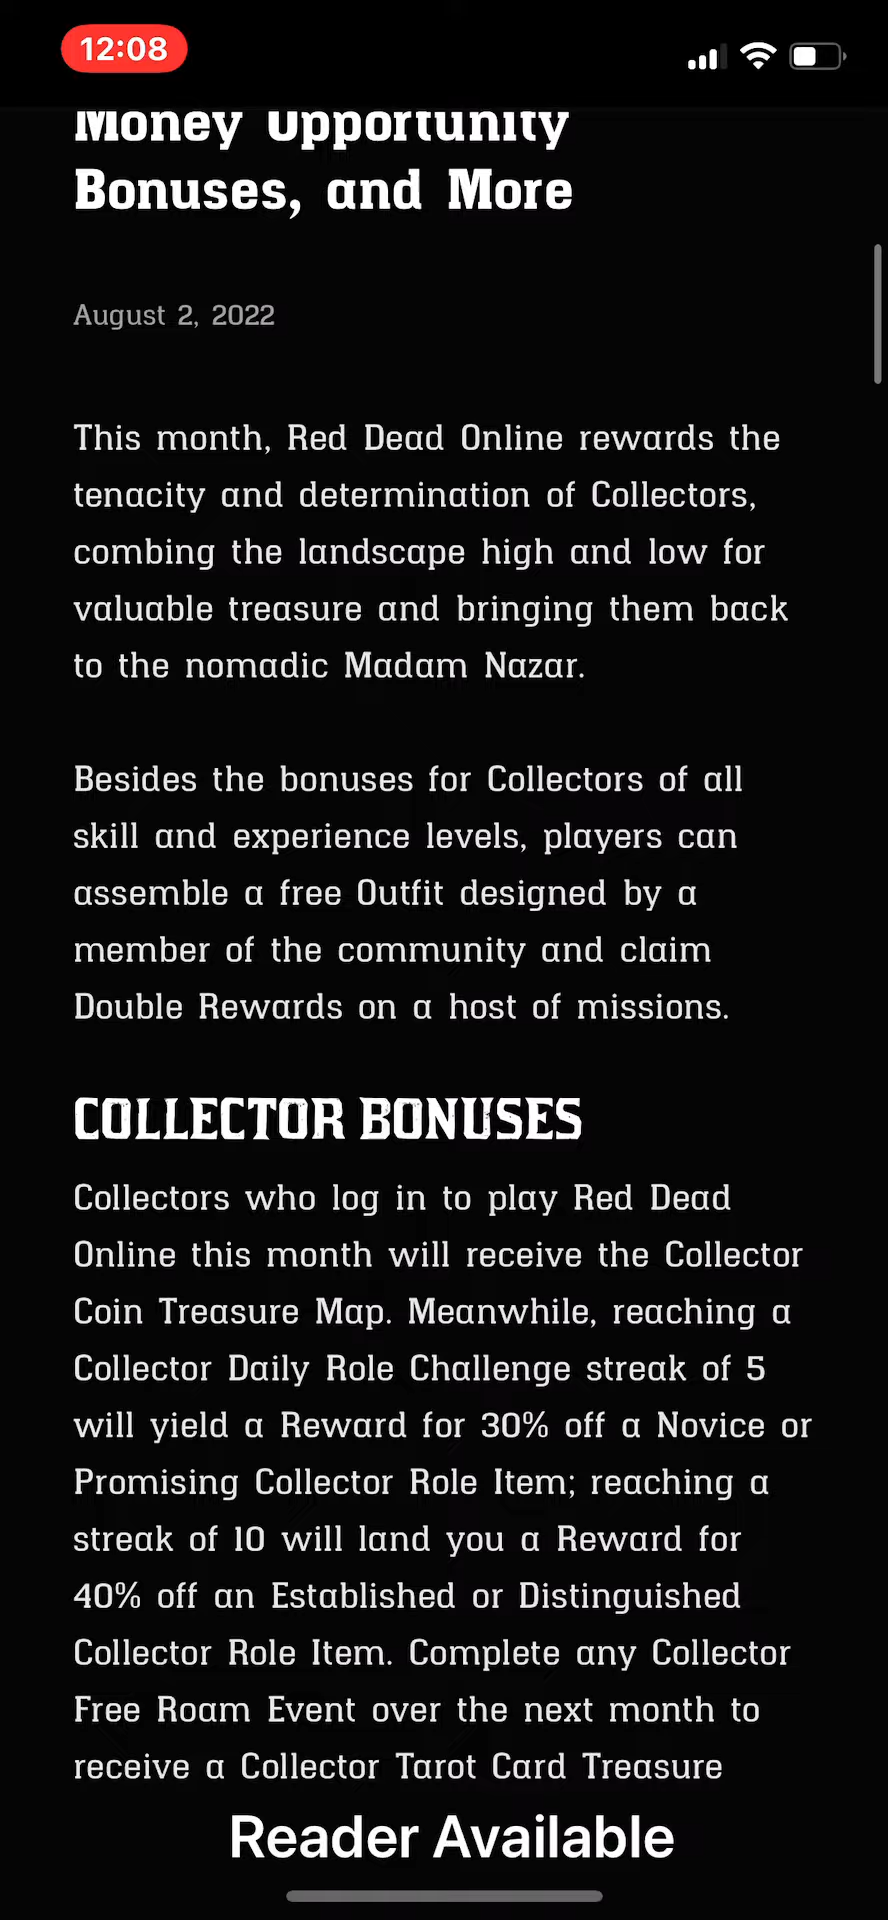 12:08
Money Opportunity
Bonuses, and More
August 2, 2022
This month, Red Dead Online rewards the
tenacity and determination of Collectors,
combing the landscape high and low for
valuable treasure and bringing them back
to the nomadic Madam Nazar.
Besides the bonuses for Collectors of all
skill and experience levels, players can
assemble a free Outfit designed by a
member of the community and claim
Double Rewards on a host of missions.
COLLECTOR BONUSES
Collectors who log in to play Red Dead
Online this month will receive the Collector
Coin Treasure Map. Meanwhile, reaching a
Collector Daily Role Challenge streak of 5
will yield a Reward for 30% off a Novice or
Promising Collector Role Item; reaching a
streak of 10 will land you a Reward for
40% off an Established or Distinguished
Collector Role Item. Complete any Collector
Free Roam Event over the next month to
receive a Collector Tarot Card Treasure
Reader Available